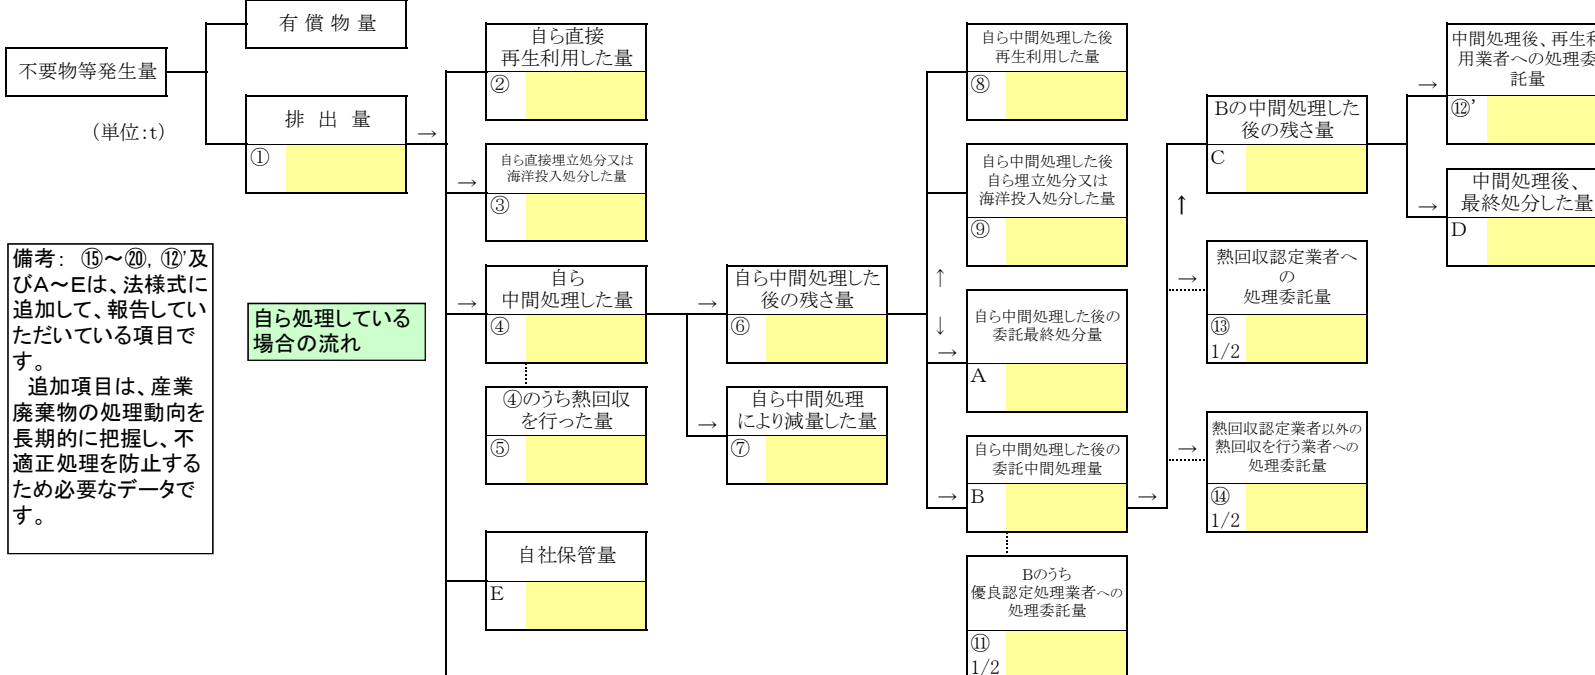 有 償 物 量
不要物等発生量
（単位:t）
排 出 量
①
→
自ら直接
再生利用した量
②
→
自ら直接埋立処分又は
海洋投入処分した量
③
→
自ら
中間処理した量
④
④のうち熱回収
を行った量
⑤
自社保管量
E
備考： ⑮～⑳, ⑫'及
びA～Eは、法様式に
追加して、報告してい
ただいている項目で
す。
　追加項目は、産業
廃棄物の処理動向を
長期的に把握し、不
適正処理を防止する
ため必要なデータで
す。
自ら処理している
場合の流れ
→
自ら中間処理した
後の残さ量
⑥
→
自ら中間処理
により減量した量
⑦
自ら中間処理した後
再生利用した量
⑧
自ら中間処理した後
自ら埋立処分又は
海洋投入処分した量
⑨
↑
↓
→
自ら中間処理した後の
委託最終処分量
A
→
自ら中間処理した後の
委託中間処理量
B
→
Bのうち
優良認定処理業者への
処理委託量
⑪
1/2
Bの中間処理した
後の残さ量
C
↑
→
熱回収認定業者へ
の
処理委託量
⑬
1/2
→
熱回収認定業者以外の
熱回収を行う業者への
処理委託量
⑭
1/2
→
中間処理後、再生利
用業者への処理委
託量
⑫'
→
中間処理後、
最終処分した量
D